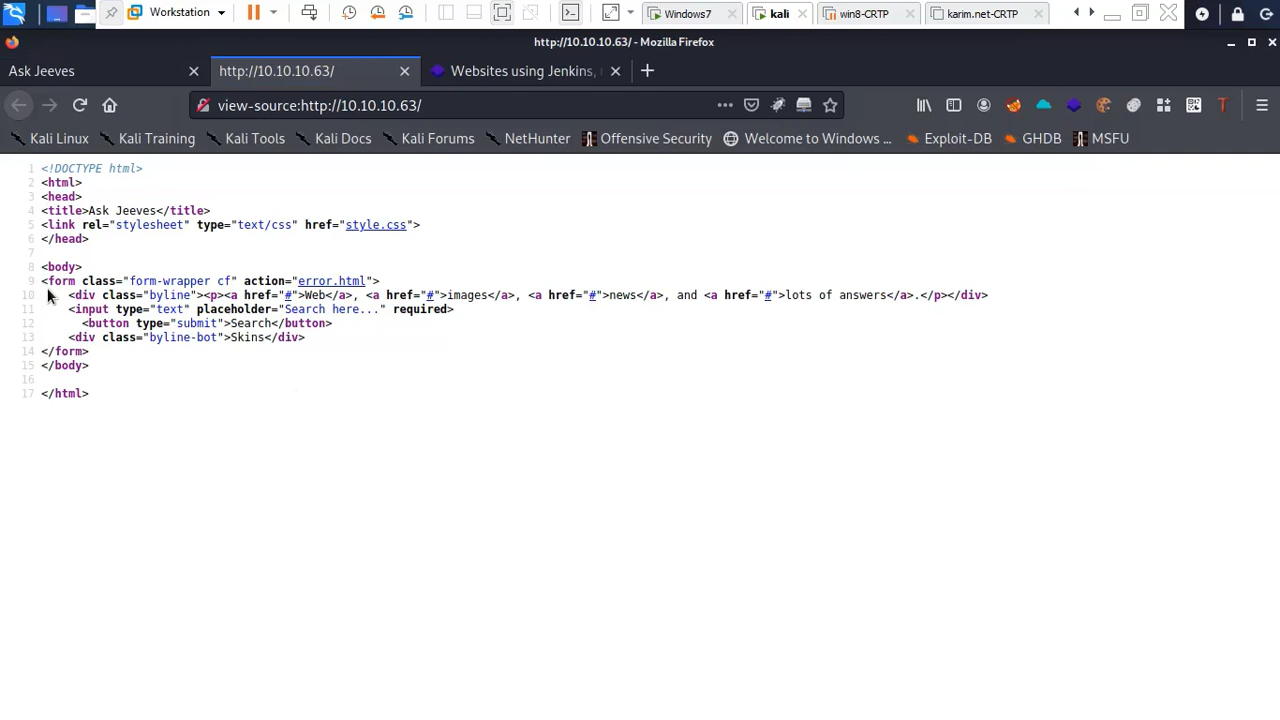 Workstation
Windows7
kali
win8-CRTP
karim.net-CRTP
http://10.10.10.63/ - Mozilla Firefox
Ask Jeeves
http://10.10.10.63/
Websites using Jenkins,
view-source:http://10.10.10.63/
Kali Linux
Kali Training
Kali Tools
Kali Docs
Kali Forums
NetHunter
Offensive Security
Welcome to Windows ...
Exploit-DB
GHDB
MSFU
1 <!DOCTYPE html>
2 <html>
3 <head>
4 <title>Ask Jeeves</title>
5 <link rel="stylesheet" type="text/css" href="style.css">
6 </head>
7
8 <body>
9 <form class="form-wrapper cf" action="error.html">
10     <div class="byline"><p><a href="#">Web</a>, <a href="#">images</a>, <a href="#">news</a>, and <a href="#">lots of answers</a>.</p></div>
11     <input type="text" placeholder="Search here..." required>
12       <button type="submit">Search</button>
13     <div class="byline-bot">Skins</div>
14 </form>
15 </body>
16
17 </html>